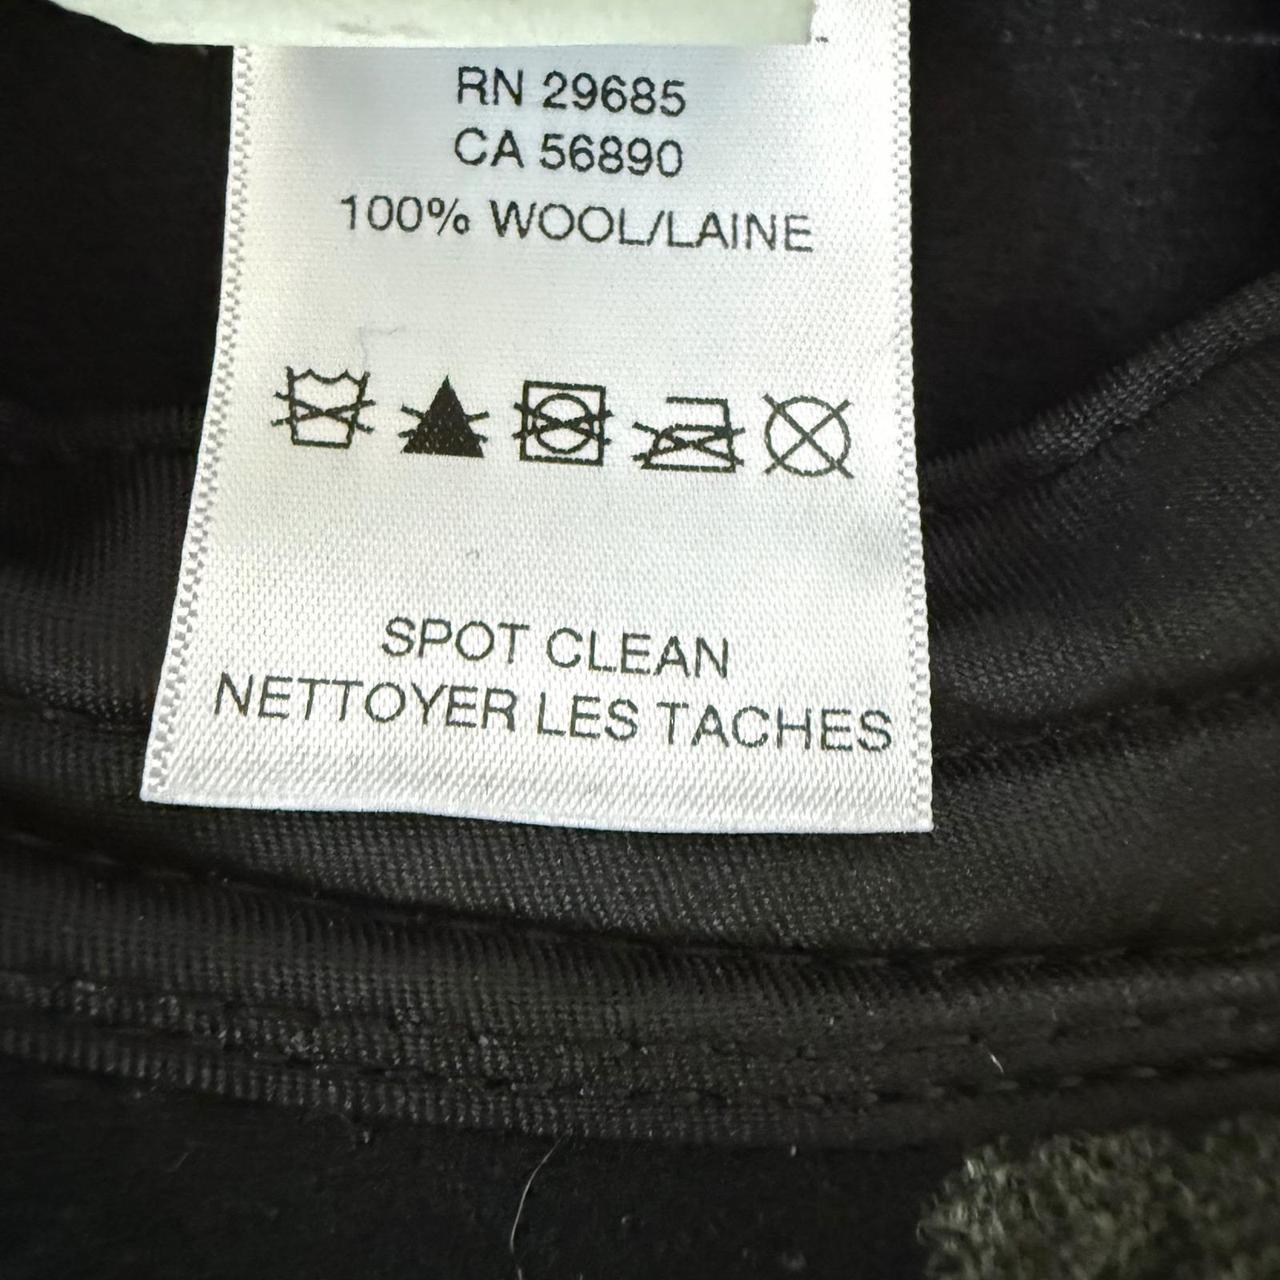 RN 29685
CA 56890
100% WOOL/LAINE
SPOT CLEAN
NETTOYER LES TACHES